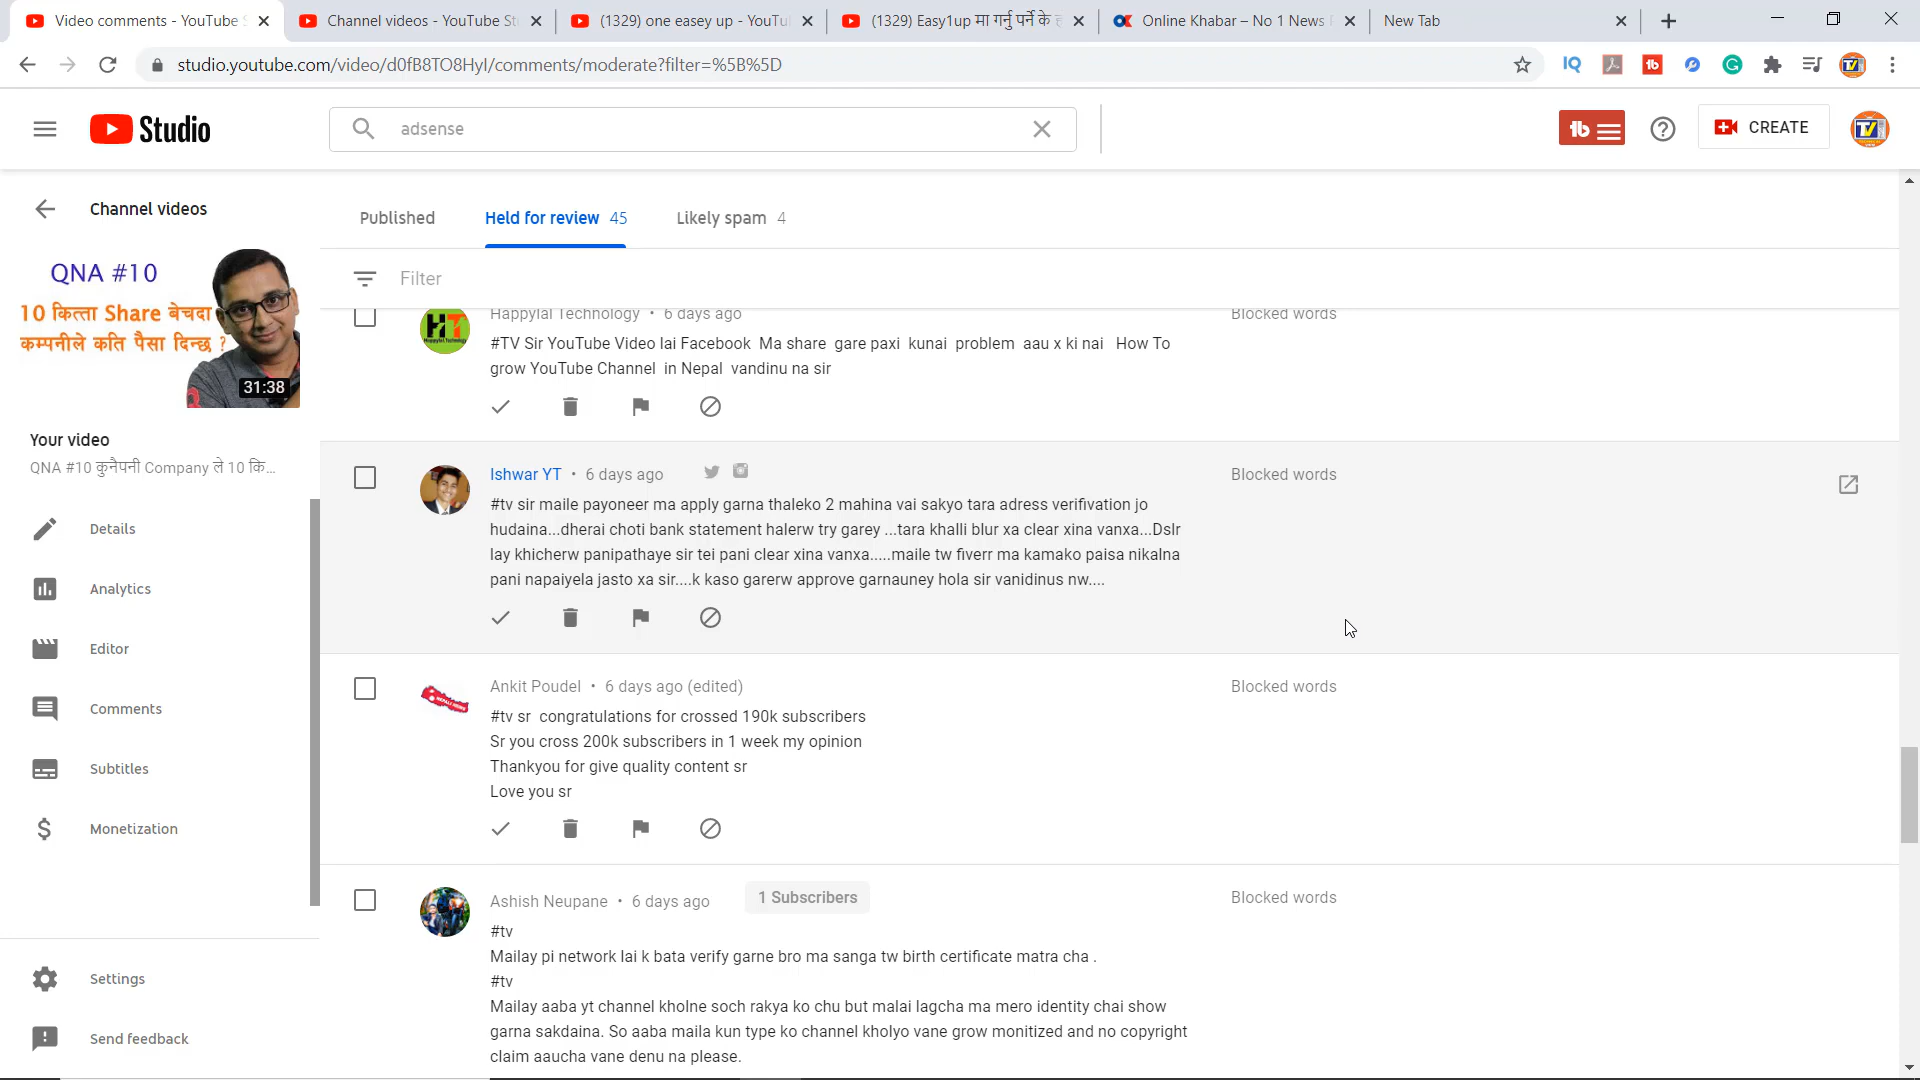 Video comments - YouTube S
Channel videos - YouTube St
(1329) one easey up - YouTu
(1329) Easy1up मा गर्नु पर्ने के
Online Khabar – No 1 News
New Tab
studio.youtube.com/video/d0fB8TO8HyI/comments/moderate?filter=%5B%5D
Studio
adsense
CREATE
Channel videos
Published
Held for review 45
Likely spam 4
Filter
QNA #10
10 कित्ता Share बेचदा
कम्पनीले कति पैसा दिन्छ ?
31:38
Your video
QNA #10 कुनैपनी Company ले 10 कि...
Details
Analytics
Editor
Comments
Subtitles
Monetization
Settings
Send feedback
Happylal Technology • 6 days ago
Blocked words
#TV Sir YouTube Video lai Facebook Ma share gare paxi kunai problem aau x ki nai How To
grow YouTube Channel in Nepal vandinu na sir
Ishwar YT • 6 days ago
Blocked words
#tv sir maile payoneer ma apply garna thaleko 2 mahina vai sakyo tara adress verifivation jo
hudaina...dherai choti bank statement halerw try garey ...tara khalli blur xa clear xina vanxa...Dslr
lay khicherw panipathaye sir tei pani clear xina vanxa.....maile tw fiverr ma kamako paisa nikalna
pani napaiyela jasto xa sir....k kaso garerw approve garnauney hola sir vanidinus nw....
Ankit Poudel • 6 days ago (edited)
Blocked words
#tv sr congratulations for crossed 190k subscribers
Sr you cross 200k subscribers in 1 week my opinion
Thankyou for give quality content sr
Love you sr
Ashish Neupane • 6 days ago
1 Subscribers
Blocked words
#tv
Mailay pi network lai k bata verify garne bro ma sanga tw birth certificate matra cha .
#tv
Mailay aaba yt channel kholne soch rakya ko chu but malai lagcha ma mero identity chai show
garna sakdaina. So aaba maila kun type ko channel kholyo vane grow monitized and no copyright
claim aaucha vane denu na please.